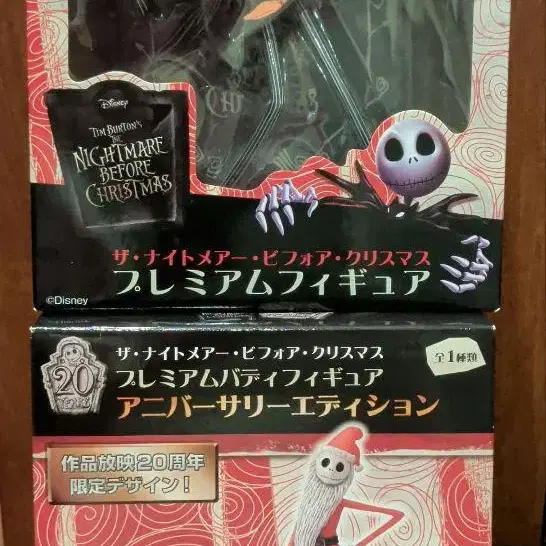 Disney
TIM BURTON'S
THE
NIGHTMARE
BEFORE
CHRISTMAS
ザ・ナイトメアー・ビフォア・クリスマス
プレミアムフィギュア
©Disney
20
YEARS
ザ・ナイトメアー・ビフォア・クリスマス
プレミアムバディフィギュア
アニバーサリーエディション
全1種類
作品放映20周年
限定デザイン！